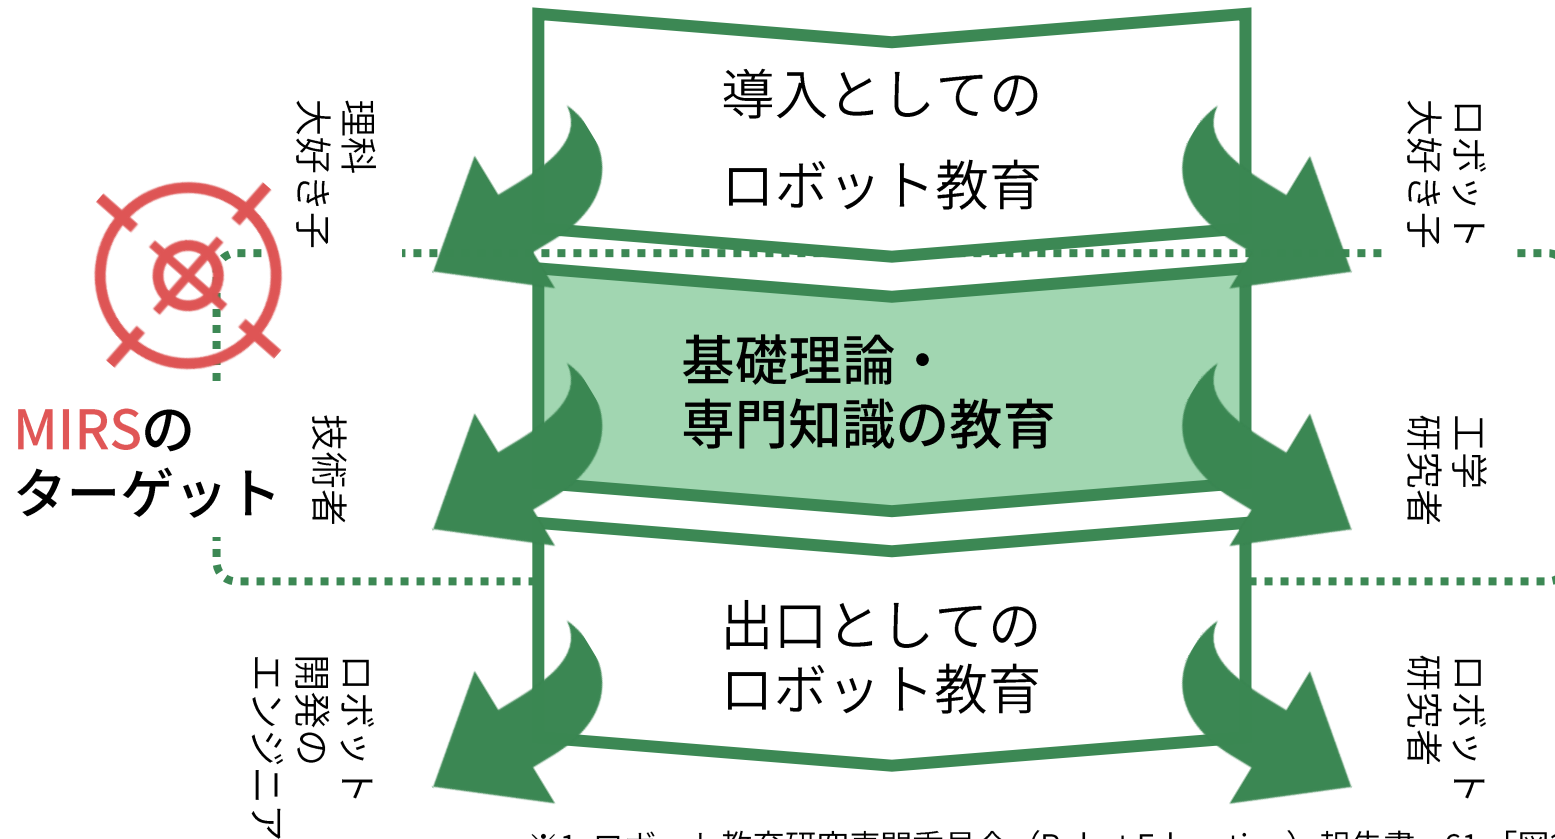 導入としての
ロボット教育
理科
大好き子
ロボット
大好き子
基礎理論・
専門知識の教育
MIRSの
ターゲット
技術者
工学
研究者
出口としての
ロボット教育
ロボット
開発の
エンジニア
ロボット
研究者